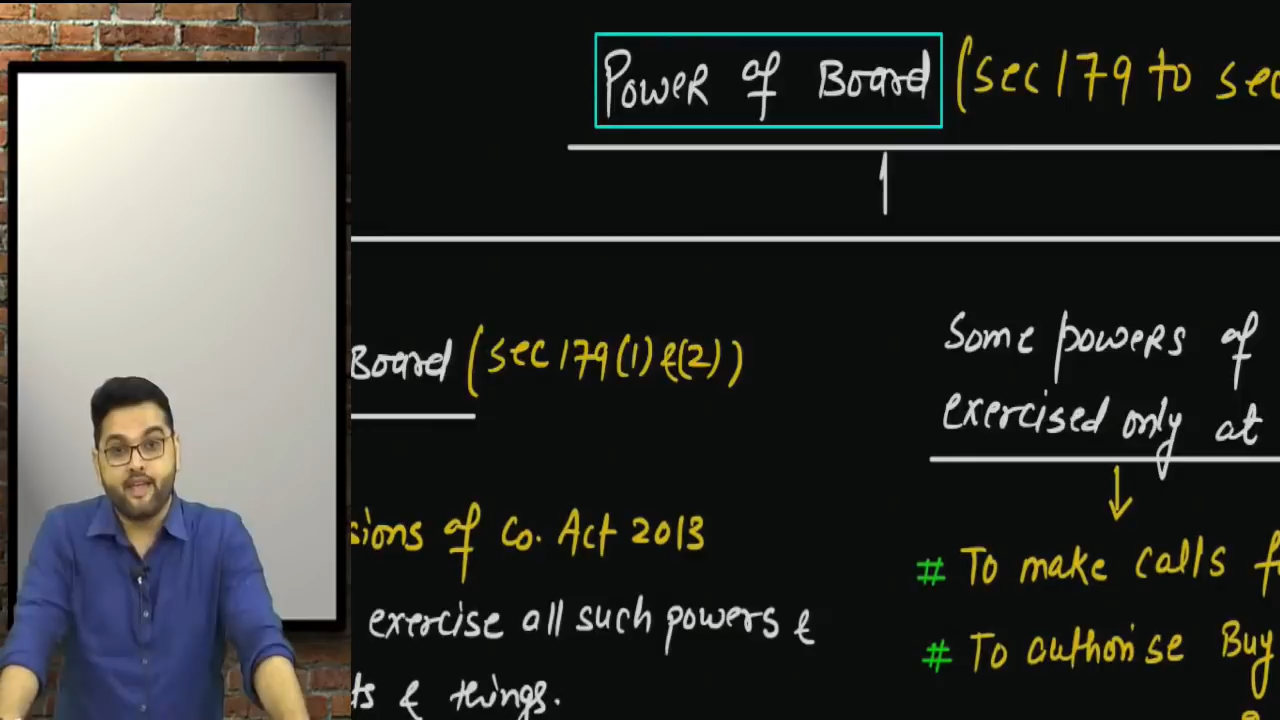 Power of Board (Sec 179 to sec
Board (Sec 179 (1) & (2))
sions of Co. Act 2013
exercise all such powers &
ts & things.
Some powers of
exercised only at
# To make calls fo
# To authorise Buy